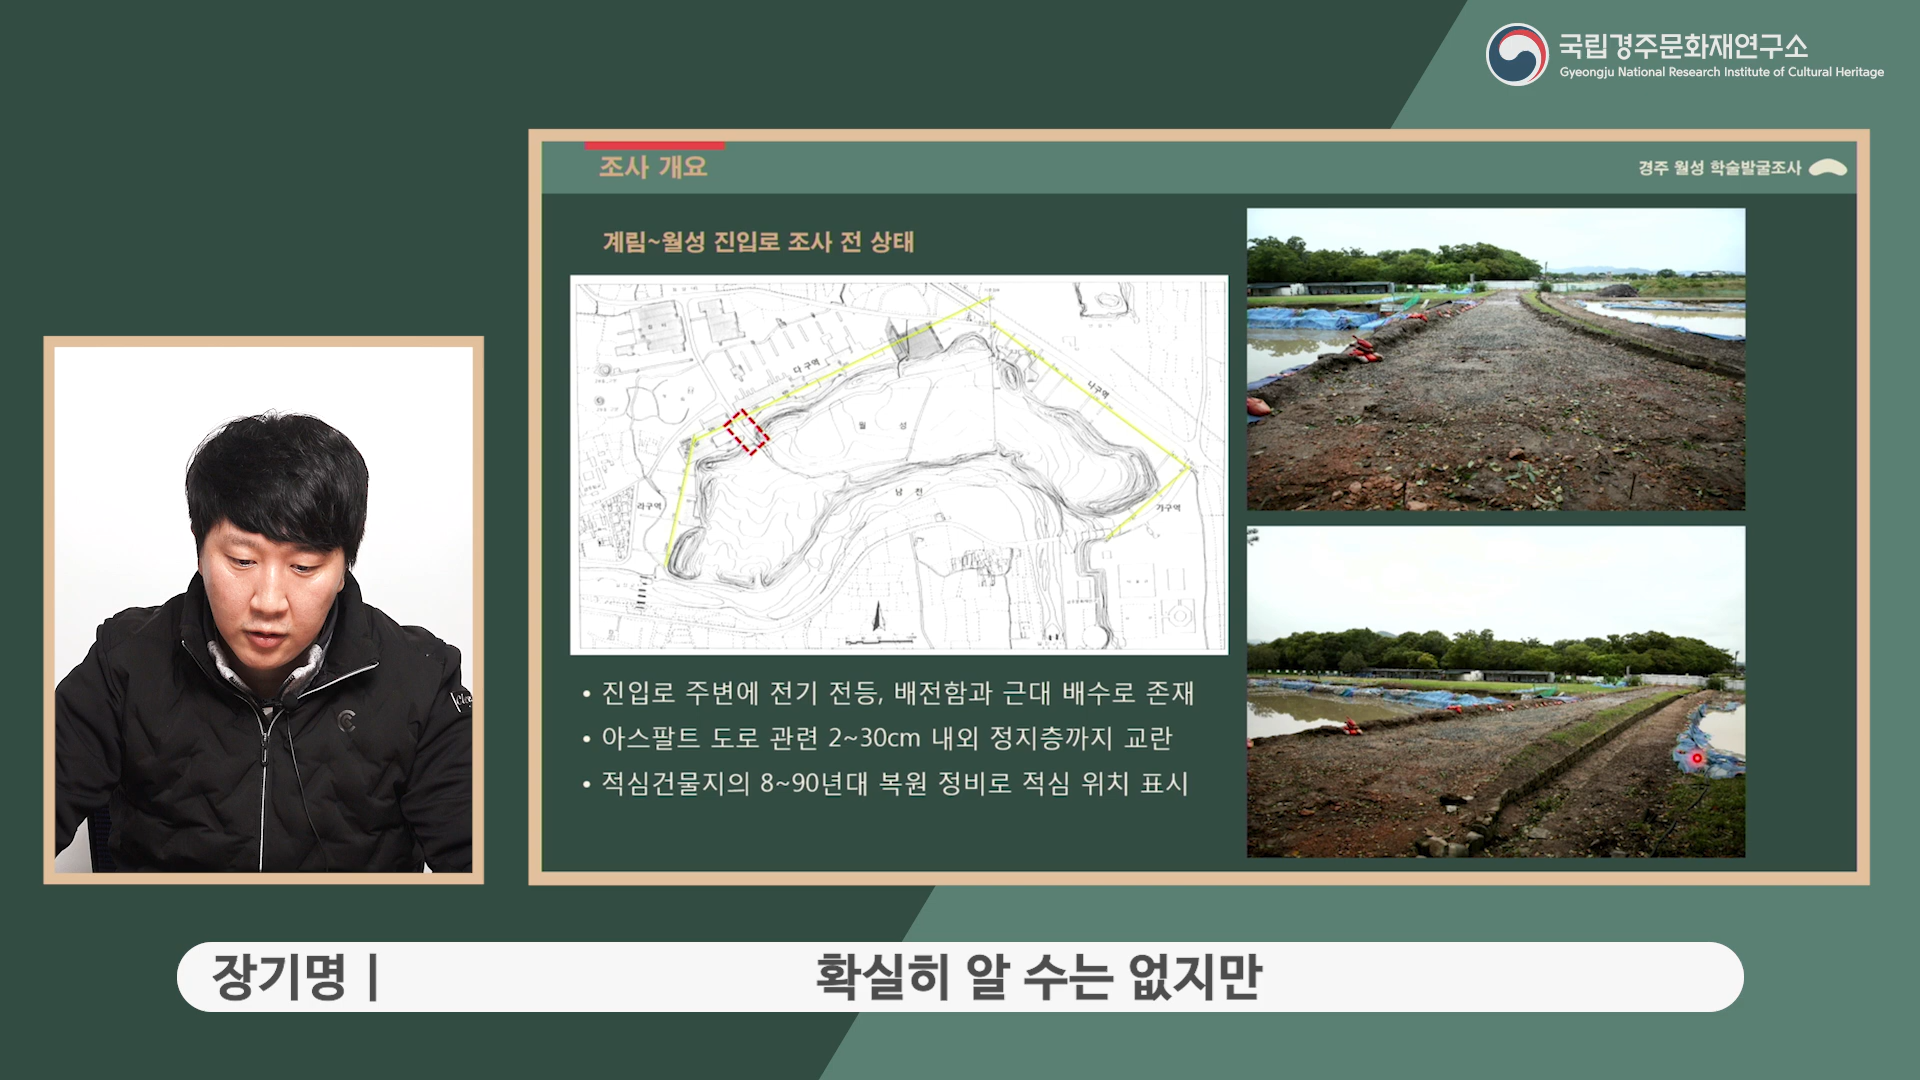 국립경주문화재연구소
Gyeongju National Research Institute of Cultural Heritage
조사 개요
경주 월성 학술발굴조사
계림~월성 진입로 조사 전 상태
다구역
나구역
월 성
남 천
라구역
가구역
• 진입로 주변에 전기 전등, 배전함과 근대 배수로 존재
• 아스팔트 도로 관련 2~30cm 내외 정지층까지 교란
• 적심건물지의 8~90년대 복원 정비로 적심 위치 표시
장기명 | 확실히 알 수는 없지만